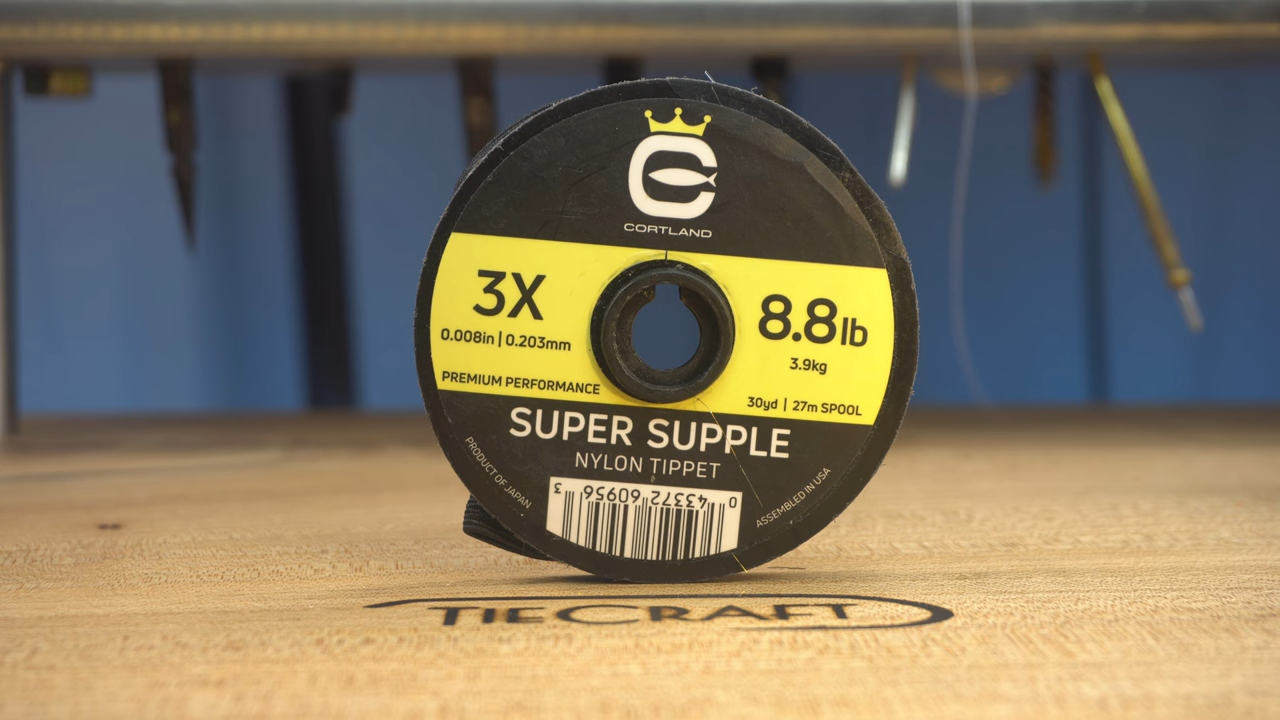 CORTLAND
3X
0.008in | 0.203mm
PREMIUM PERFORMANCE
8.8lb
3.9kg
30yd | 27m SPOOL
SUPER SUPPLE
NYLON TIPPET
PRODUCT OF JAPAN
ASSEMBLED IN USA
0 43372 60956 3
TIECRAFT